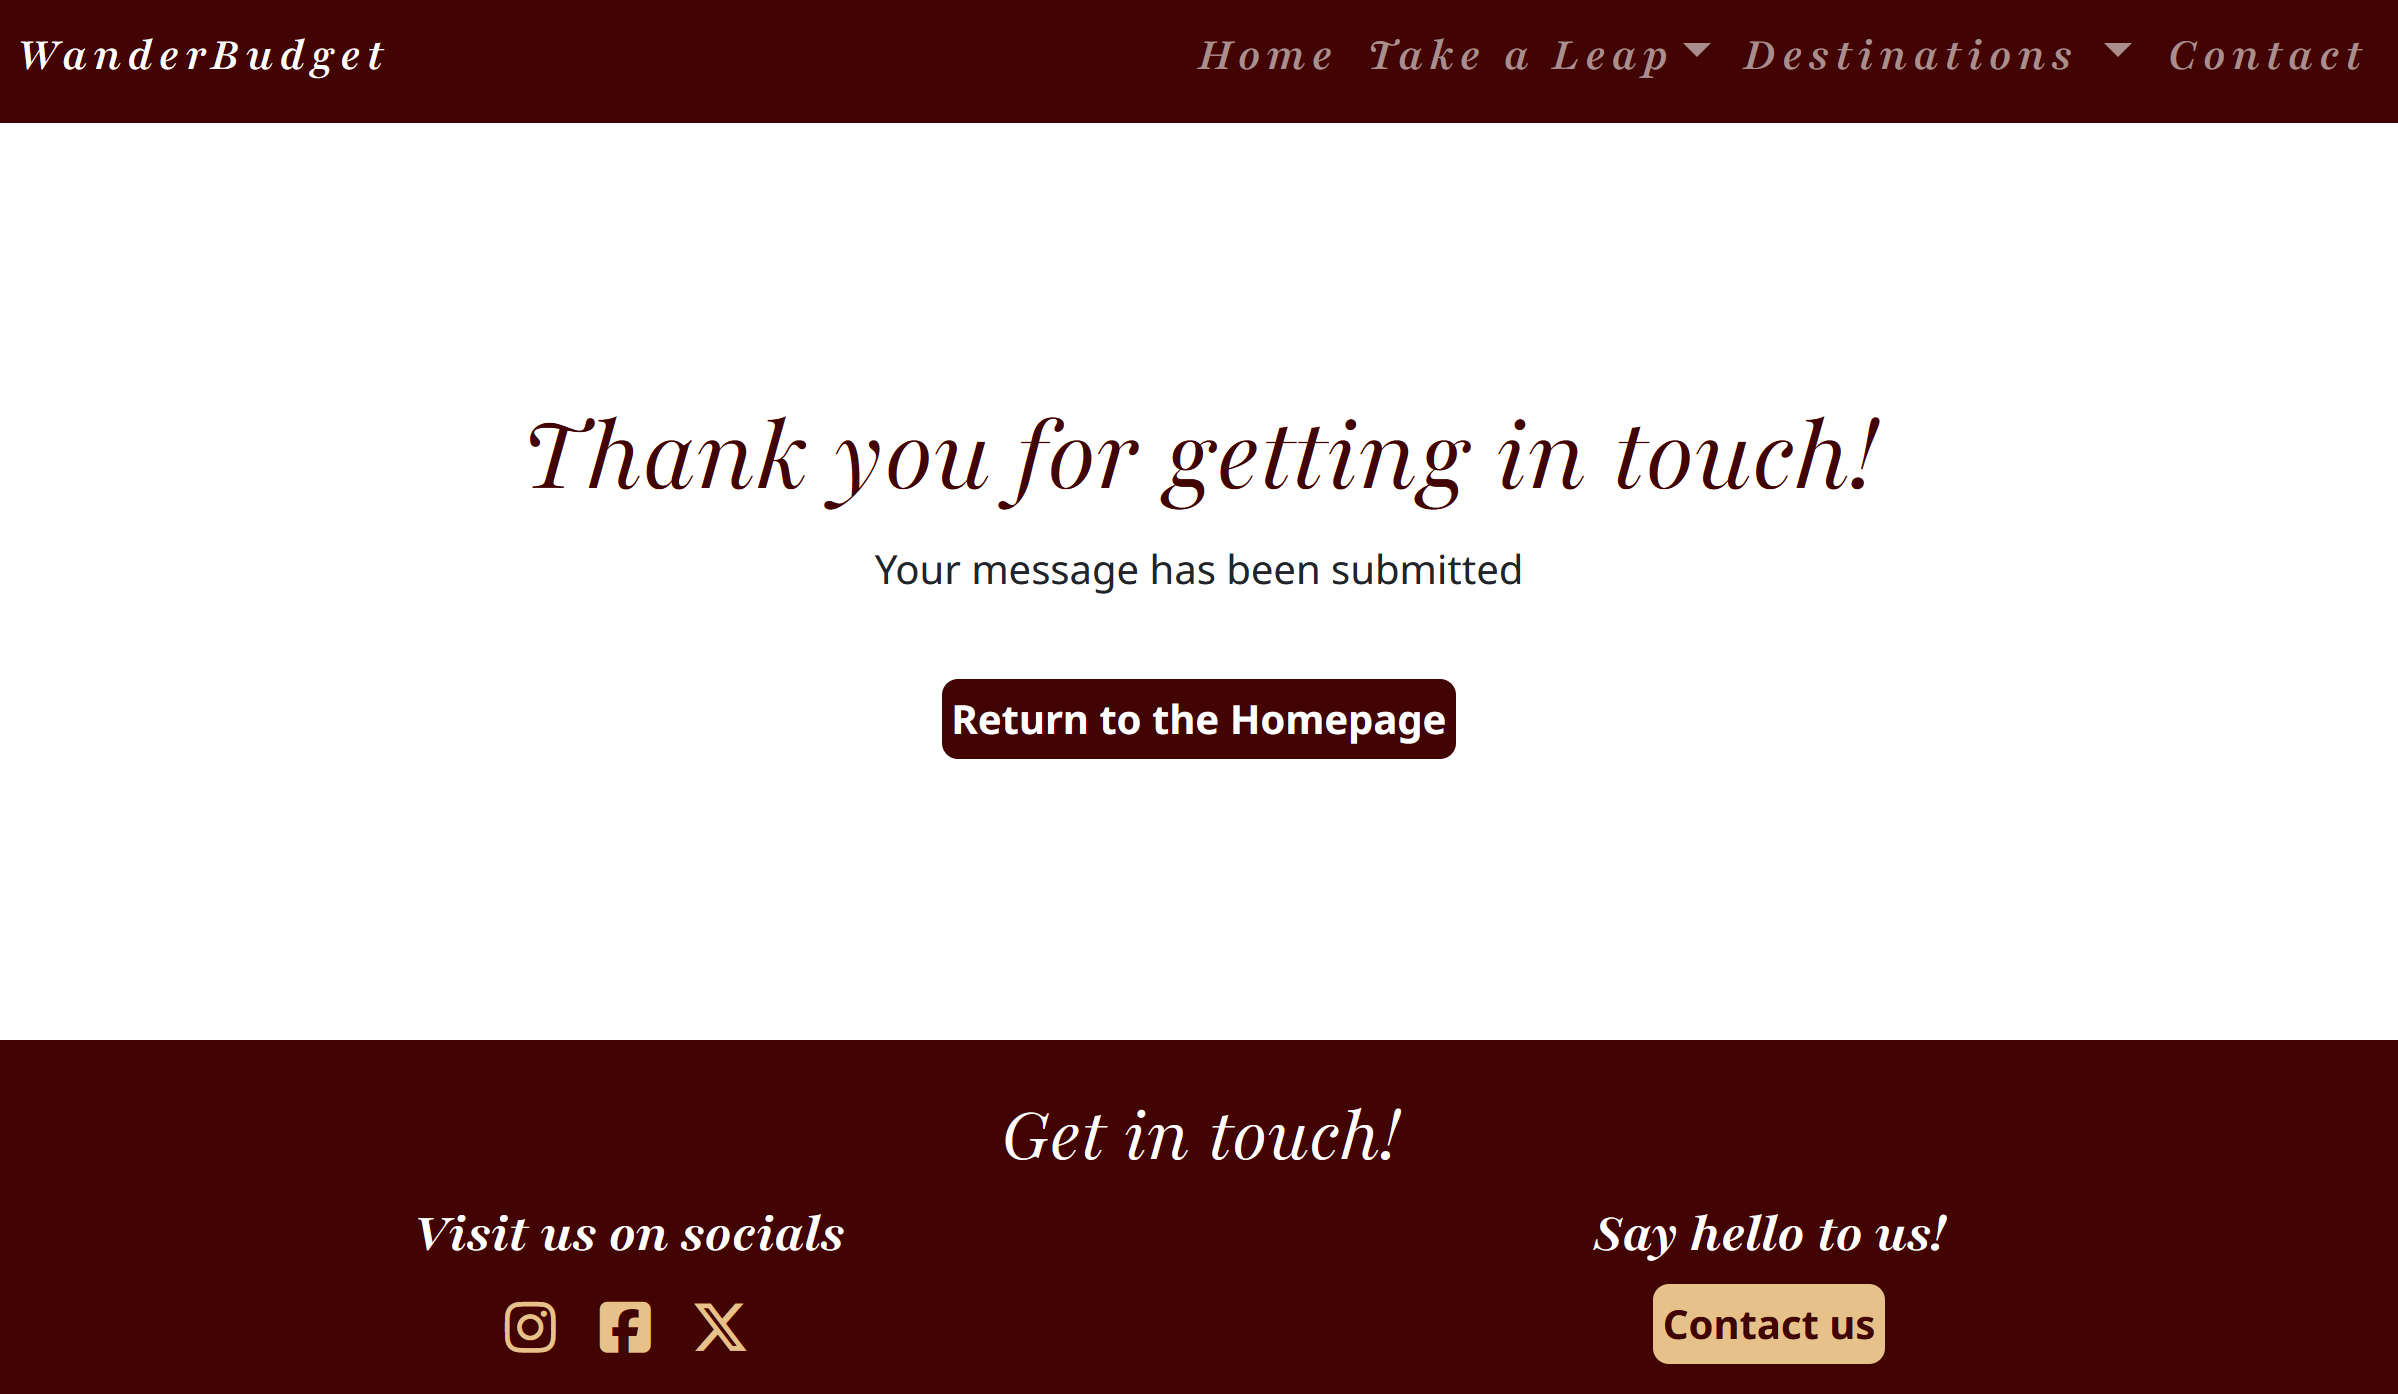 WanderBudget Home Take a Leap Destinations Contact
Thank you for getting in touch!
Your message has been submitted
Return to the Homepage
Get in touch!
Visit us on socials
Say hello to us!
Contact us